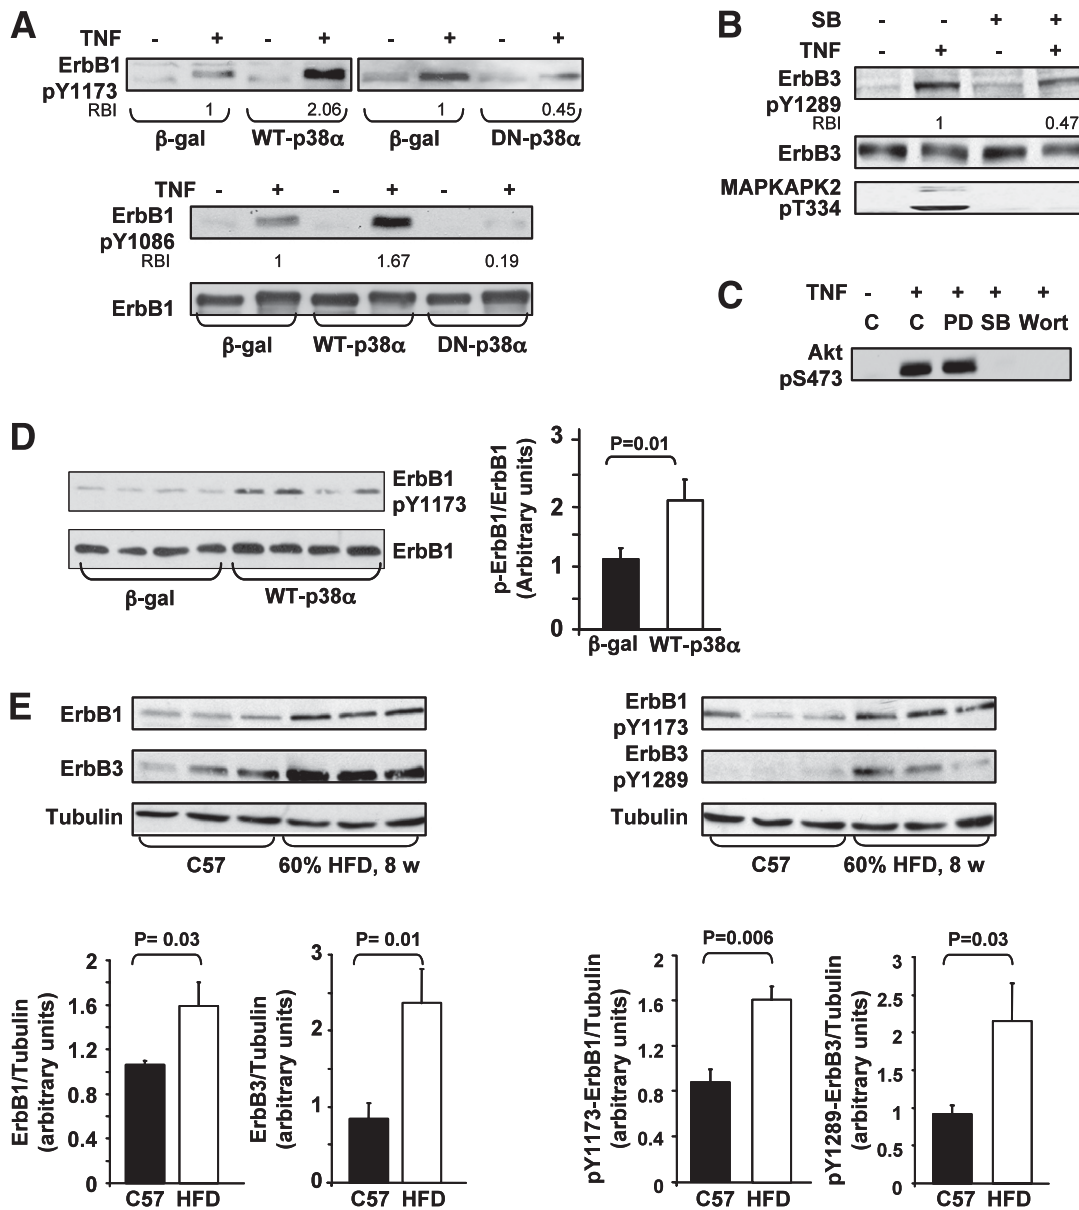 A
TNF - + - + - + - +
ErbB1
pY1173
RBI 1 2.06 1 0.45
β-gal WT-p38α β-gal DN-p38α
TNF - + - + - +
ErbB1
pY1086
RBI 1 1.67 0.19
ErbB1
β-gal WT-p38α DN-p38α
B
SB - - + +
TNF - + - +
ErbB3
pY1289
RBI 1 0.47
ErbB3
MAPKAPK2
pT334
C
TNF - + + + +
C C PD SB Wort
Akt
pS473
D
ErbB1
pY1173
ErbB1
β-gal WT-p38α
p-ErbB1/ErbB1
(Arbitrary units)
3
2
1
0
P=0.01
β-gal WT-p38α
E
ErbB1
ErbB3
Tubulin
C57 60% HFD, 8 w
ErbB1
pY1173
ErbB3
pY1289
Tubulin
C57 60% HFD, 8 w
ErbB1/Tubulin
(arbitrary units)
2
1.6
1.2
0.8
0.4
0
P= 0.03
C57 HFD
ErbB3/Tubulin
(arbitrary units)
3
2
1
0
P= 0.01
C57 HFD
pY1173-ErbB1/Tubulin
(arbitrary units)
2
1.6
1.2
0.8
0.4
0
P=0.006
C57 HFD
pY1289-ErbB3/Tubulin
(arbitrary units)
3
2.5
2
1.5
1
0.5
0
P=0.03
C57 HFD